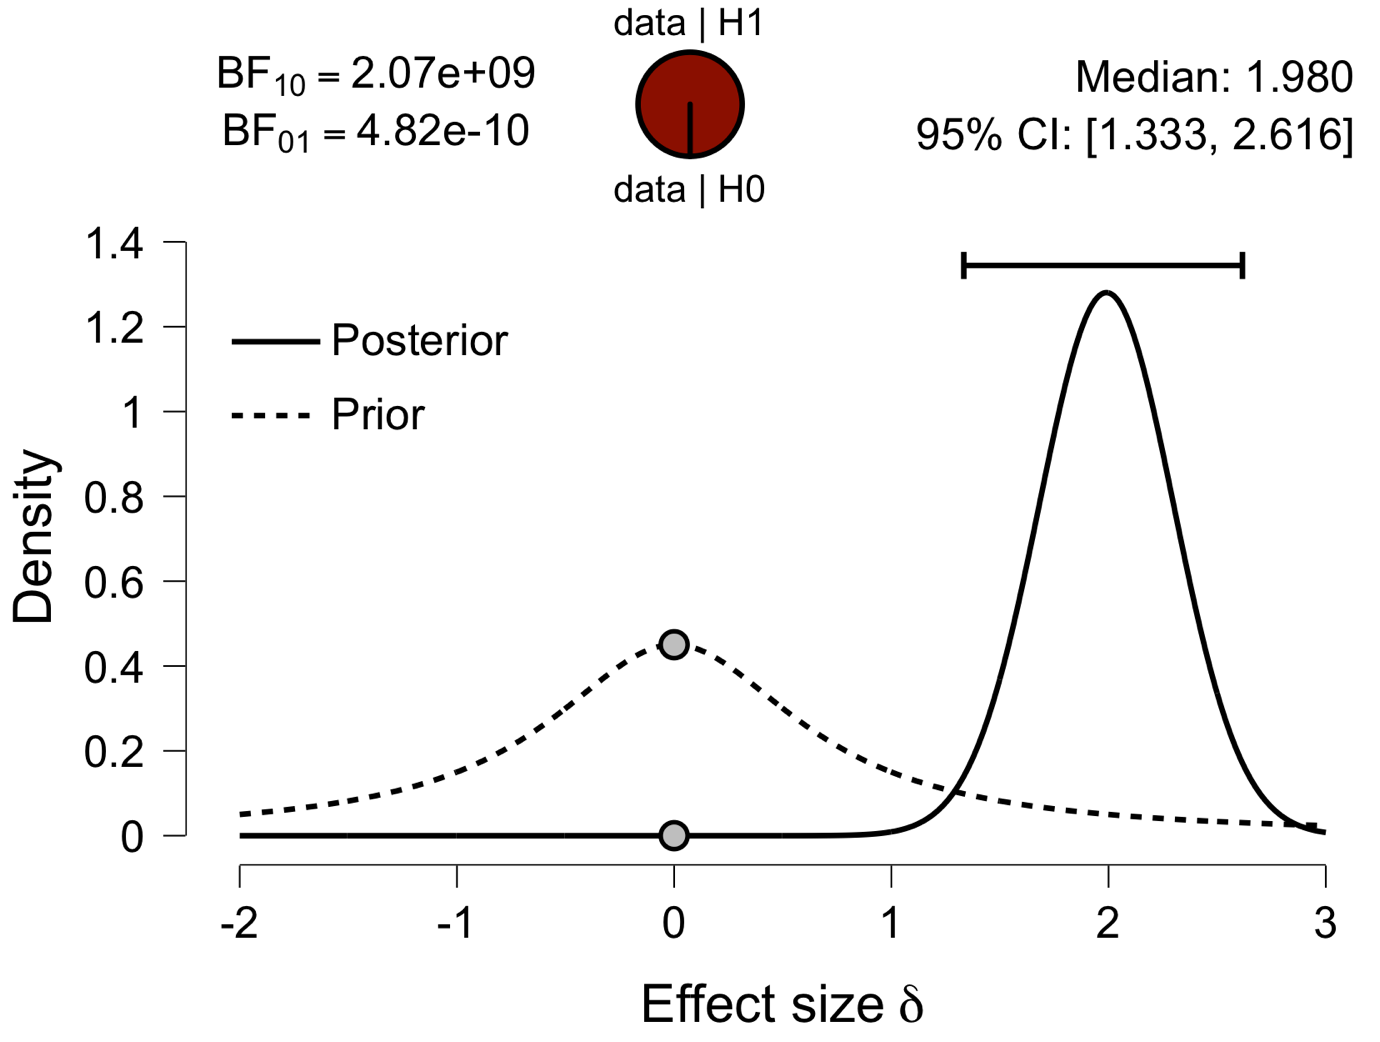 data | H1
BF10 = 2.07e+09
BF01 = 4.82e-10
Median: 1.980
95% CI: [1.333, 2.616]
data | H0
1.4
1.2
1
0.8
0.6
0.4
0.2
0
Density
Posterior
Prior
-2 -1 0 1 2 3
Effect size δ